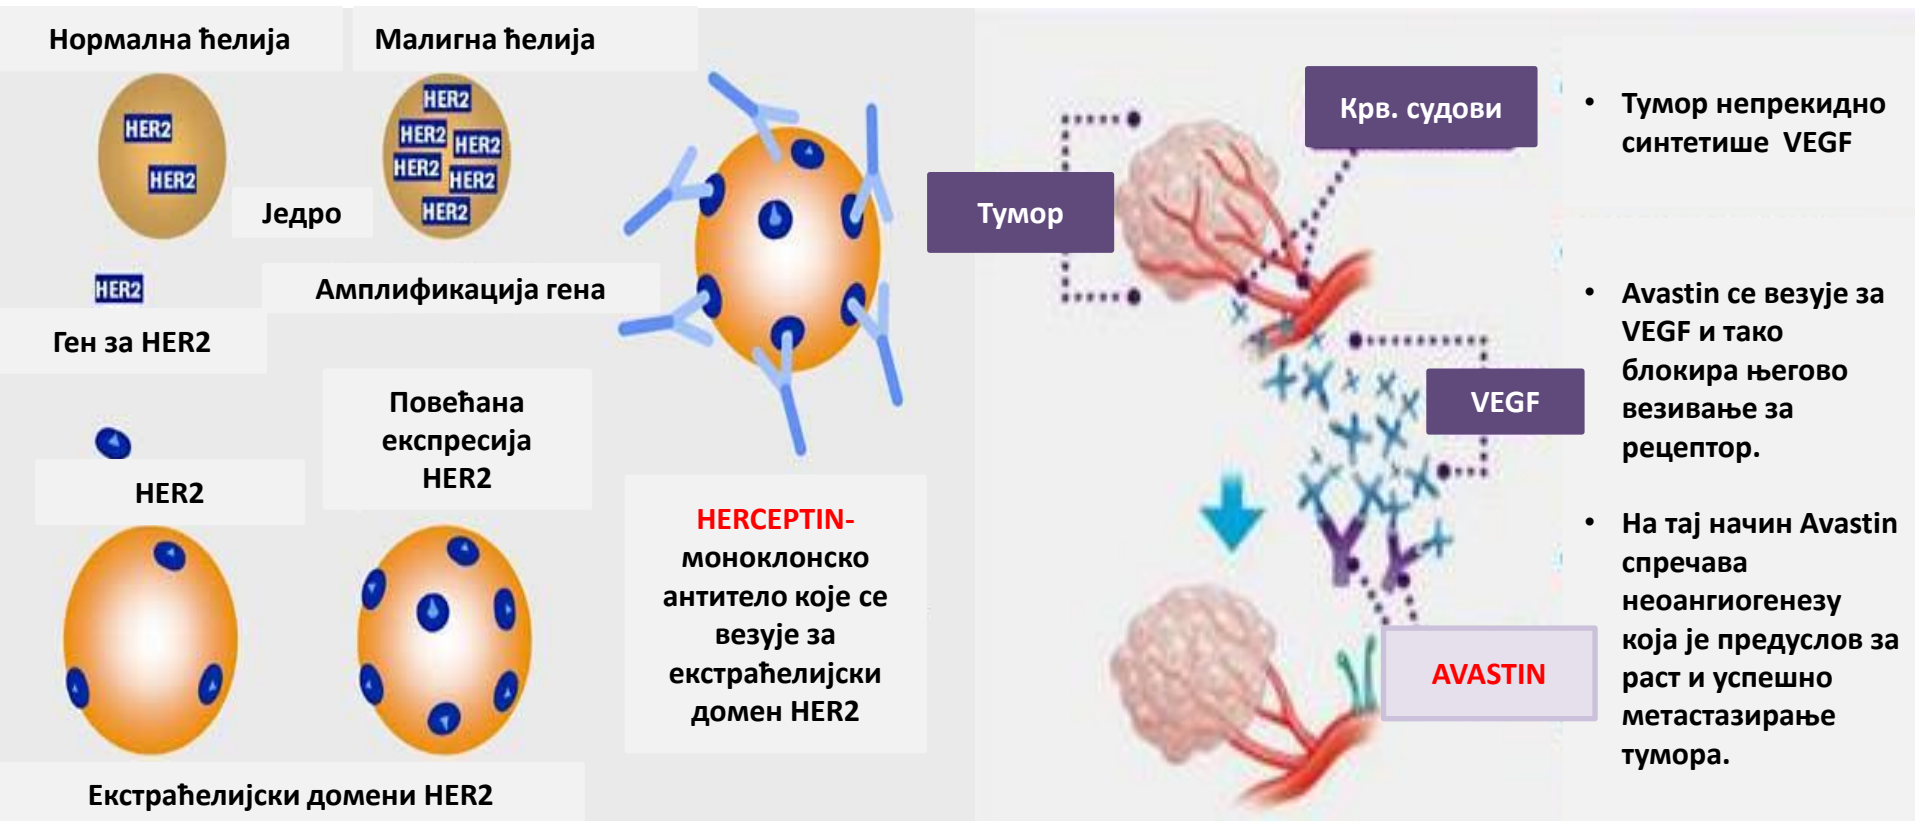 Нормална ћелија
Малигна ћелија
HER2
HER2
HER2
HER2
HER2
HER2
HER2
HER2
Једро
HER2
Ген за HER2
Амплификација гена
HER2
Повећана
експресија
HER2
Екстраћелијски домени HER2
HERCEPTIN-
моноклонско
антитело које се
везује за
екстраћелијски
домен HER2
Тумор
Крв. судови
VEGF
AVASTIN
• Тумор непрекидно
синтетише VEGF
• Avastin се везује за
VEGF и тако
блокира његово
везивање за
рецептор.
• На тај начин Avastin
спречава
неоангиогенезу
која је предуслов за
раст и успешно
метастазирање
тумора.